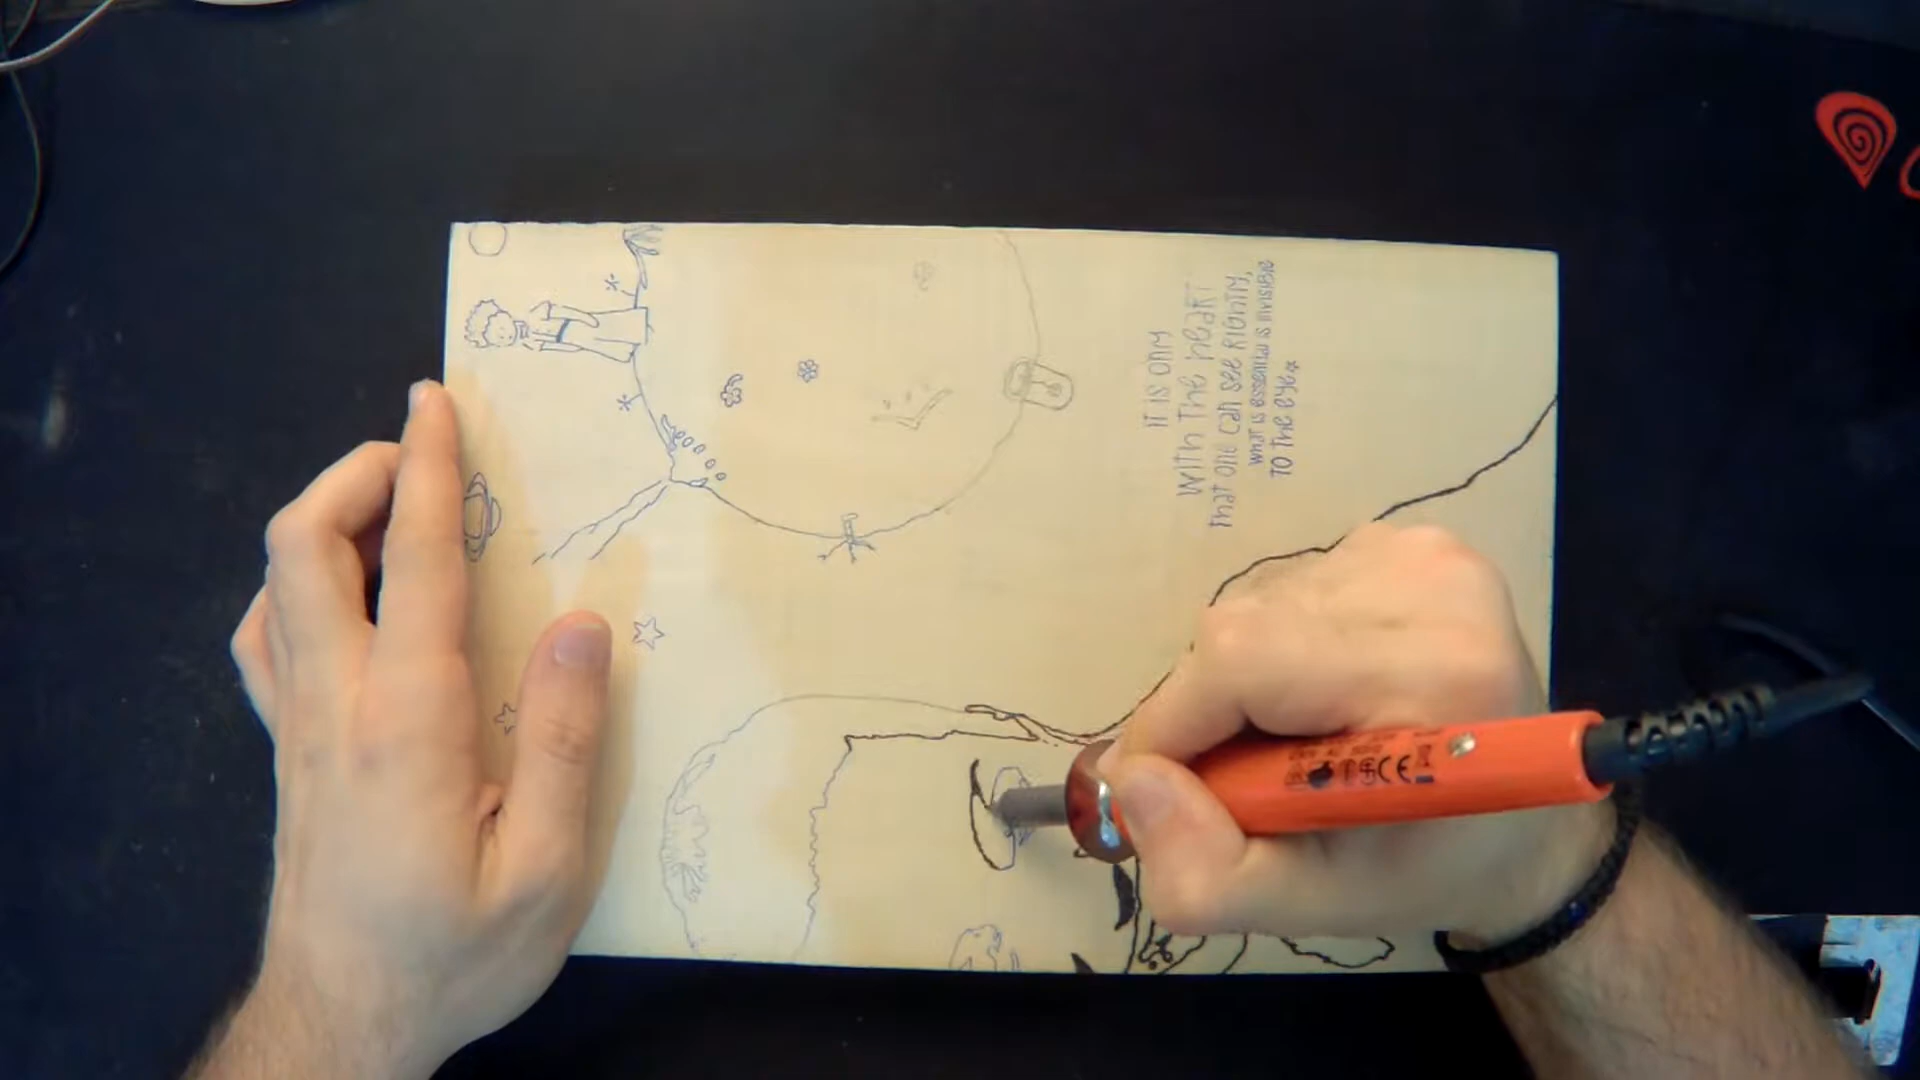 IT IS ONLY
WITH THE HEART
THAT ONE CAN SEE RIGHTLY,
WHAT IS ESSENTIAL IS INVISIBLE
TO THE EYE.
CE